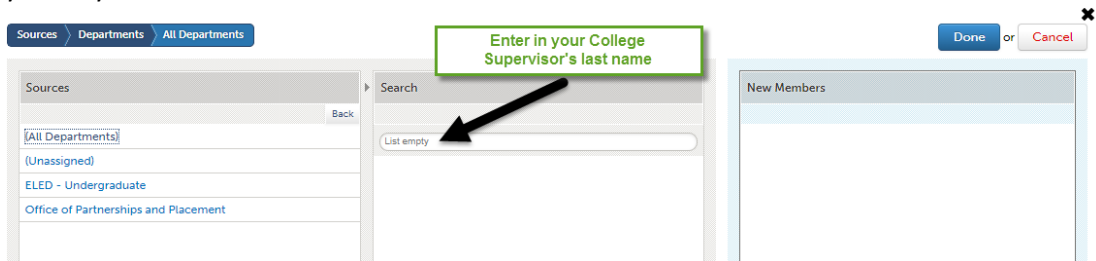 Sources Departments All Departments
Enter in your College
Supervisor's last name
Done or Cancel
Sources
Search
New Members
Back
(All Departments)
List empty
(Unassigned)
ELED - Undergraduate
Office of Partnerships and Placement